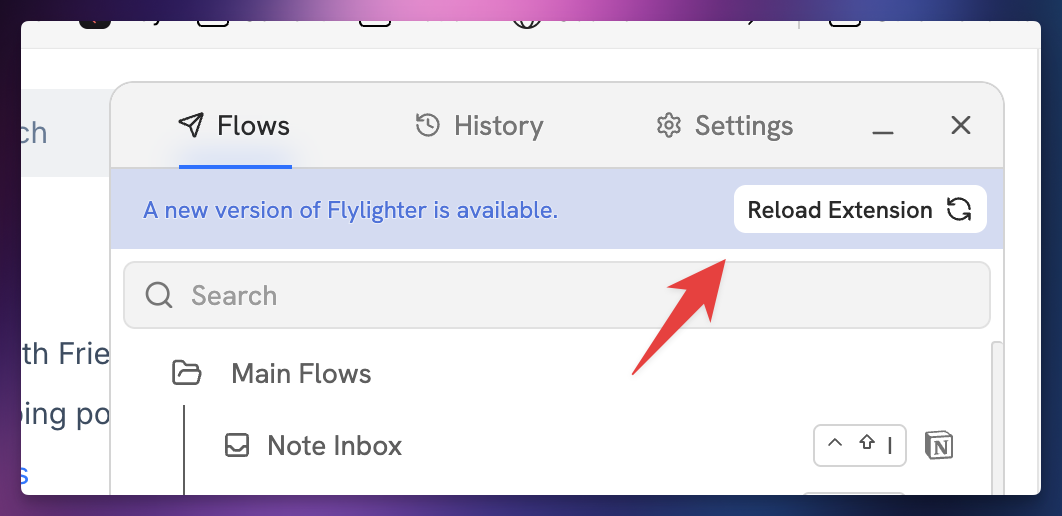 ch
Flows
History
Settings
A new version of Flylighter is available.
Reload Extension
Search
th Frie
Main Flows
ping po
Note Inbox
^ ⇧ I
N
s